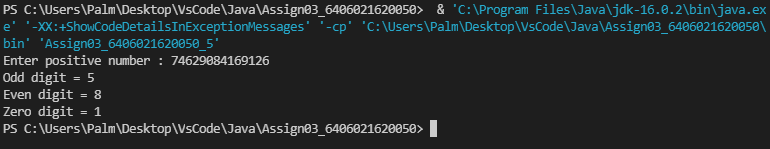 PS C:\Users\Palm\Desktop\VsCode\Java\Assign03_6406021620050>  & 'C:\Program Files\Java\jdk-16.0.2\bin\java.ex
e' '-XX:+ShowCodeDetailsInExceptionMessages' '-cp' 'C:\Users\Palm\Desktop\VsCode\Java\Assign03_6406021620050\
bin' 'Assign03_6406021620050_5'
Enter positive number : 74629084169126
Odd digit = 5
Even digit = 8
Zero digit = 1
PS C:\Users\Palm\Desktop\VsCode\Java\Assign03_6406021620050>